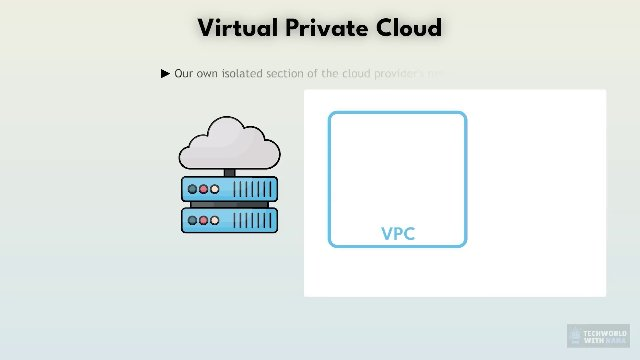 Virtual Private Cloud
▶ Our own isolated section of the cloud provider's
VPC
TECHWORLD
WITH NANA